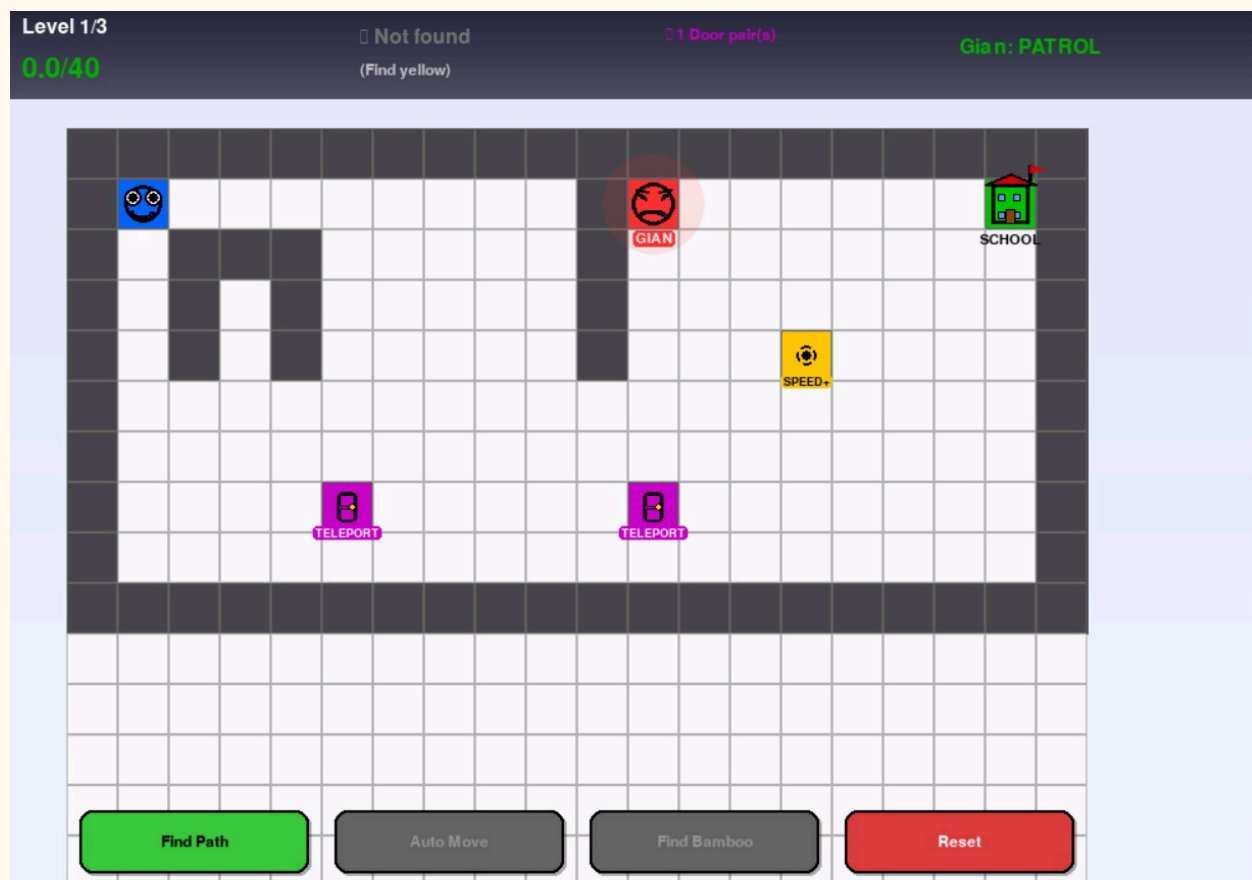 Level 1/3
0.0/40
Not found
(Find yellow)
1 Door pair(s)
Gian: PATROL
GIAN
SCHOOL
SPEED+
TELEPORT
TELEPORT
Find Path
Auto Move
Find Bamboo
Reset